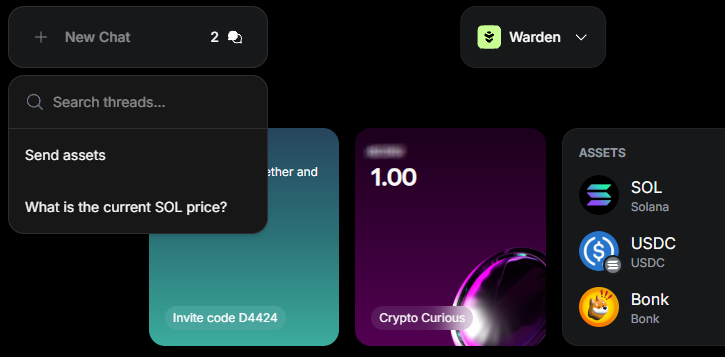 New Chat
2
Warden
Search threads...
Send assets
What is the current SOL price?
ether and
Invite code D4424
1.00
Crypto Curious
ASSETS
SOL
Solana
USDC
USDC
Bonk
Bonk